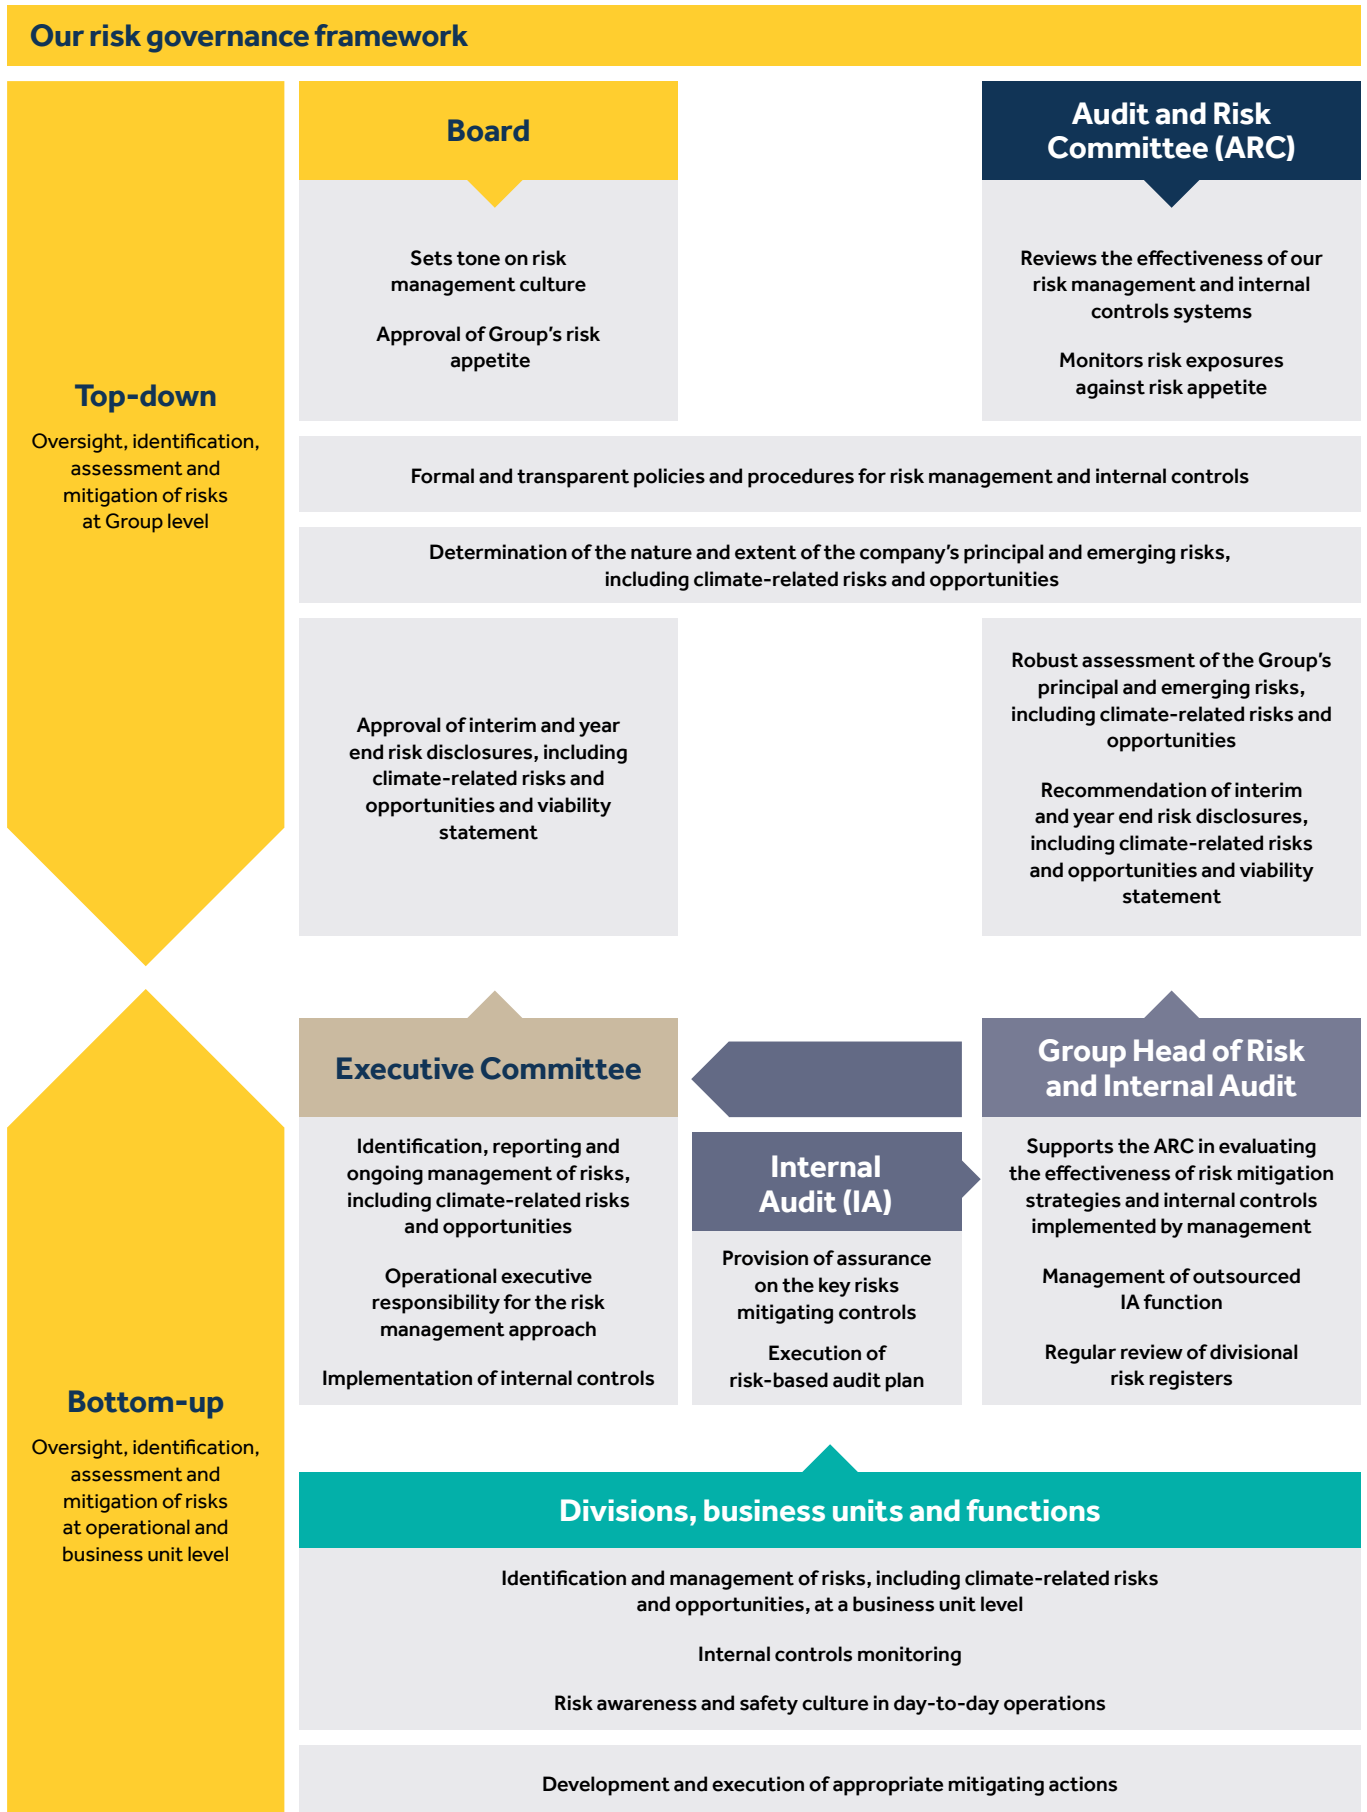 Our risk governance framework
Top-down
Oversight, identification,
assessment and
mitigation of risks
at Group level
Board
Sets tone on risk
management culture
Approval of Group’s risk
appetite
Audit and Risk
Committee (ARC)
Reviews the effectiveness of our
risk management and internal
controls systems
Monitors risk exposures
against risk appetite
Formal and transparent policies and procedures for risk management and internal controls
Determination of the nature and extent of the company’s principal and emerging risks,
including climate-related risks and opportunities
Approval of interim and year
end risk disclosures, including
climate-related risks and
opportunities and viability
statement
Robust assessment of the Group’s
principal and emerging risks,
including climate-related risks and
opportunities
Recommendation of interim
and year end risk disclosures,
including climate-related risks
and opportunities and viability
statement
Bottom-up
Oversight, identification,
assessment and
mitigation of risks
at operational and
business unit level
Executive Committee
Identification, reporting and
ongoing management of risks,
including climate-related risks
and opportunities
Operational executive
responsibility for the risk
management approach
Implementation of internal controls
Internal
Audit (IA)
Provision of assurance
on the key risks
mitigating controls
Execution of
risk-based audit plan
Group Head of Risk
and Internal Audit
Supports the ARC in evaluating
the effectiveness of risk mitigation
strategies and internal controls
implemented by management
Management of outsourced
IA function
Regular review of divisional
risk registers
Divisions, business units and functions
Identification and management of risks, including climate-related risks
and opportunities, at a business unit level
Internal controls monitoring
Risk awareness and safety culture in day-to-day operations
Development and execution of appropriate mitigating actions